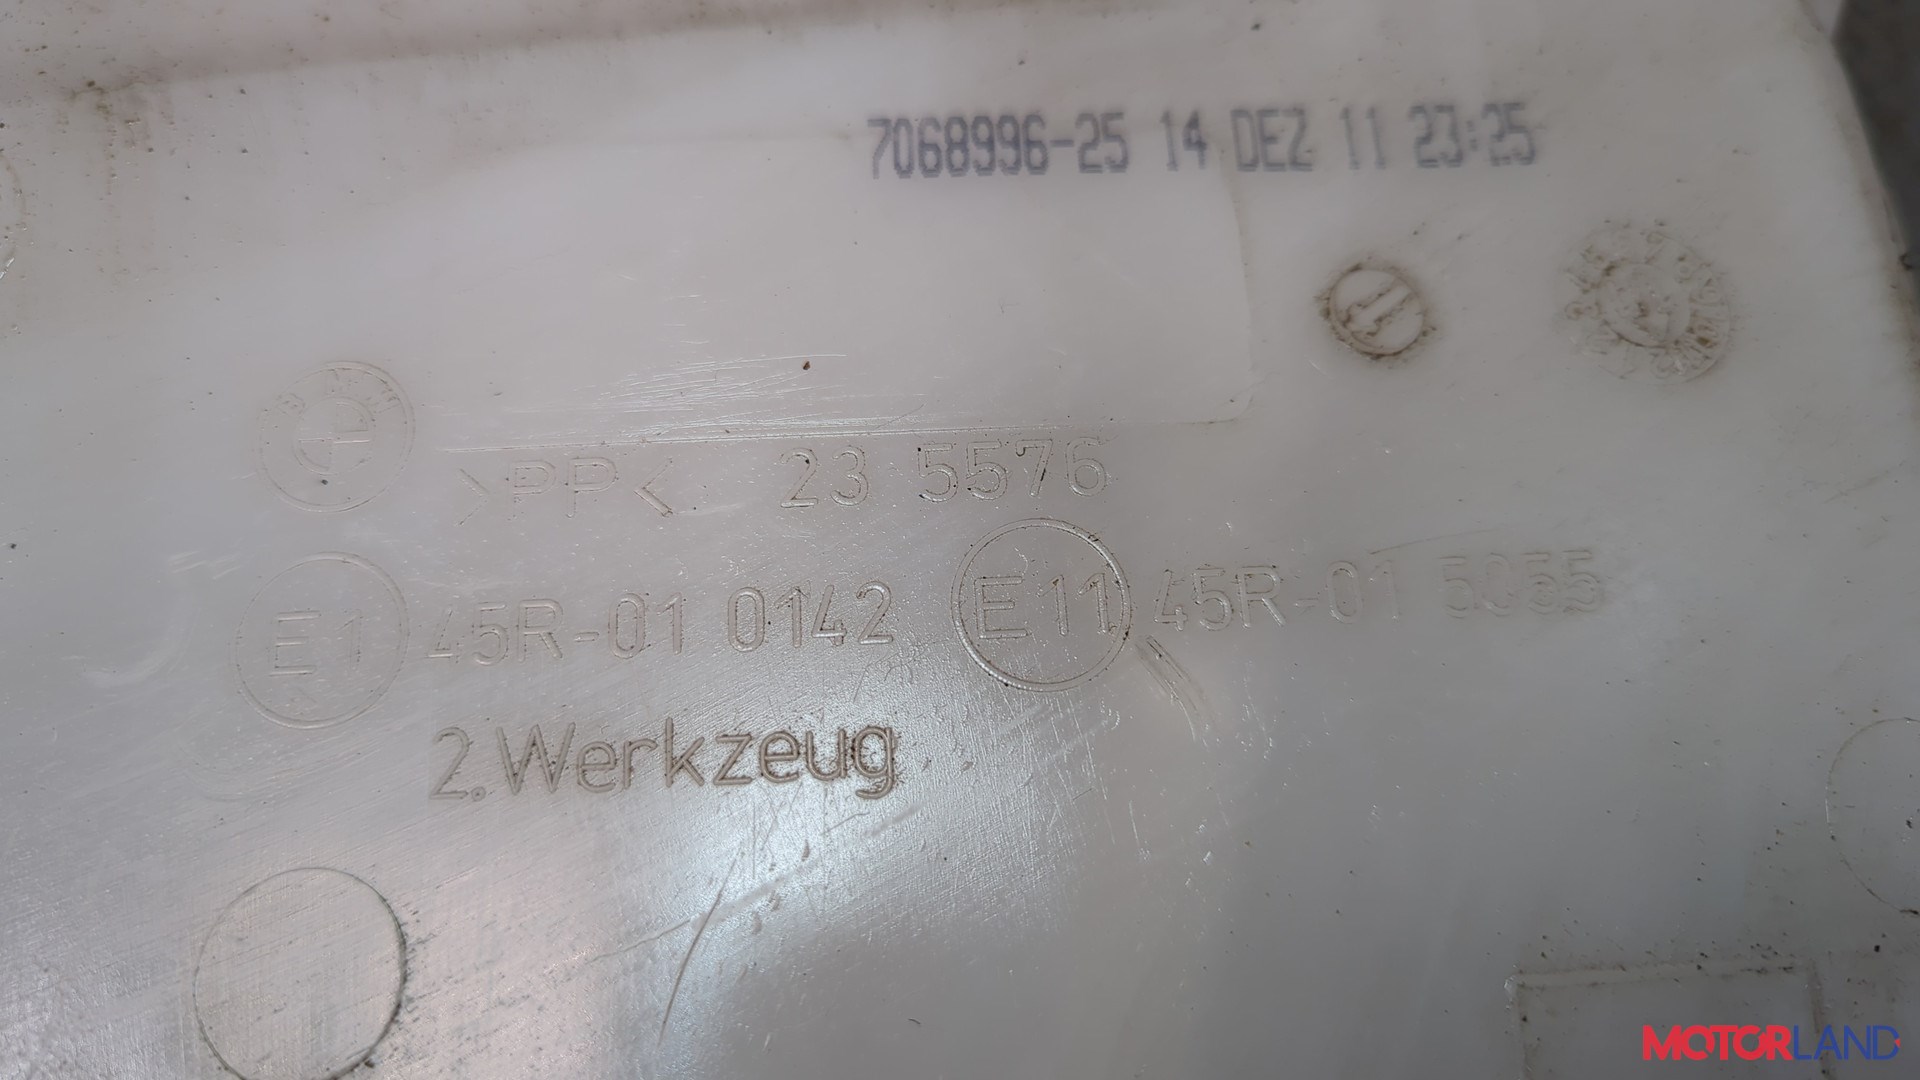 7068996-25 14 DEZ 11 23:25
BMW
>PP< 23 5576
E1 45R-01 0142 E11 45R-01 5055
2.Werkzeug
MOTORLAND